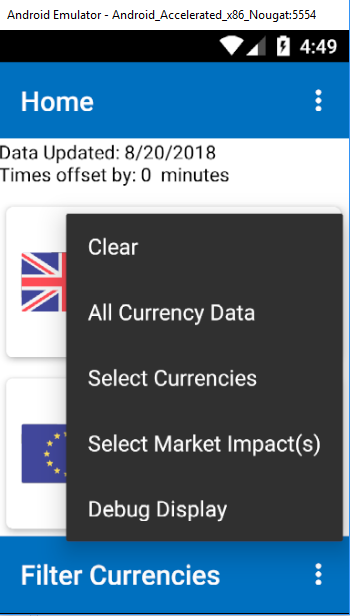 Android Emulator - Android_Accelerated_x86_Nougat:5554
4:49
Home
Data Updated: 8/20/2018
Times offset by: 0 minutes
Clear
All Currency Data
Select Currencies
Select Market Impact(s)
Debug Display
Filter Currencies